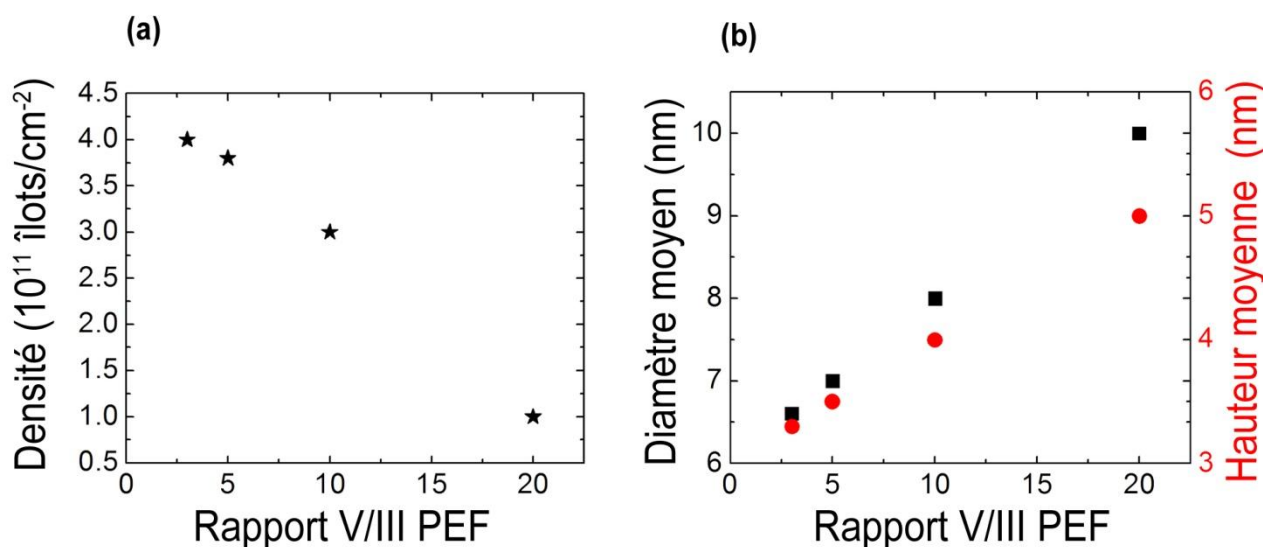 (a)
Densité (10¹¹ îlots/cm⁻²)
4.5
4.0
3.5
3.0
2.5
2.0
1.5
1.0
0.5
0 5 10 15 20
Rapport V/III PEF
(b)
Diamètre moyen (nm)
10
9
8
7
6
Hauteur moyenne (nm)
6
5
4
3
0 5 10 15 20
Rapport V/III PEF